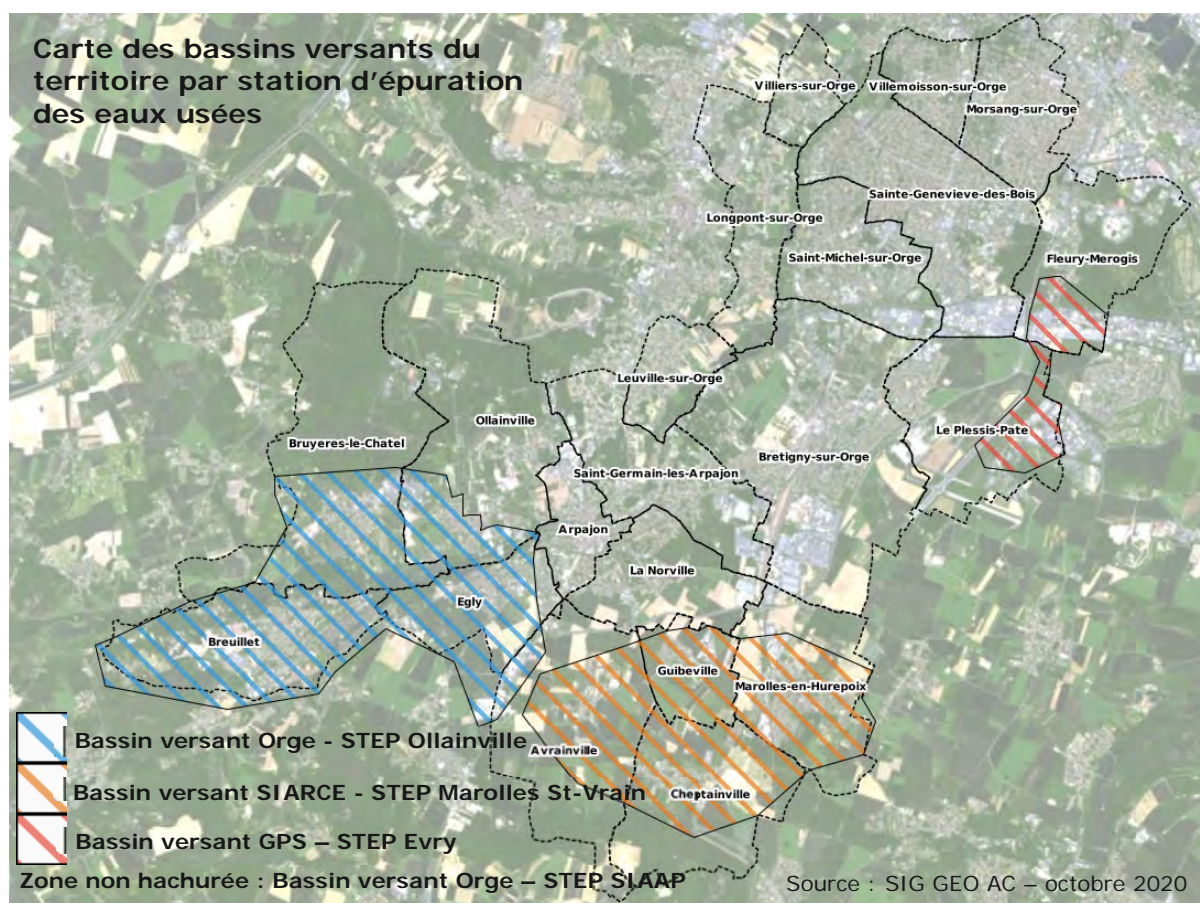 Carte des bassins versants du
territoire par station d'épuration
des eaux usées
Villiers-sur-Orge
Villemoisson-sur-Orge
Morsang-sur-Orge
Sainte-Genevieve-des-Bois
Longpont-sur-Orge
Saint-Michel-sur-Orge
Fleury-Merogis
Leuville-sur-Orge
Ollainville
Le Plessis-Pate
Bruyeres-le-Chatel
Bretigny-sur-Orge
Saint-Germain-les-Arpajon
Arpajon
La Norville
Egly
Breuillet
Guibeville
Marolles-en-Hurepoix
Avrainville
Cheptainville
Bassin versant Orge - STEP Ollainville
Bassin versant SIARCE - STEP Marolles St-Vrain
Bassin versant GPS – STEP Evry
Zone non hachurée : Bassin versant Orge – STEP SIAAP
Source : SIG GEO AC – octobre 2020